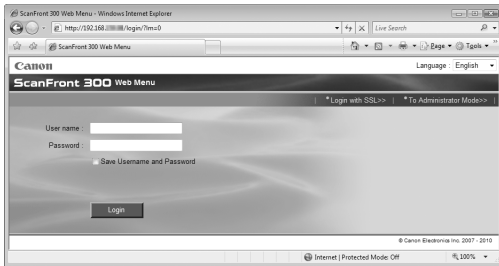 ScanFront 300 Web Menu - Windows Internet Explorer
http://192.168. /login/?lm=0
Live Search
ScanFront 300 Web Menu
Page Tools
Canon
Language : English
ScanFront 300 Web Menu
| *Login with SSL>> | *To Administrator Mode>> |
User name :
Password :
Save Username and Password
Login
© Canon Electronics Inc. 2007 - 2010
Internet | Protected Mode: Off
100%